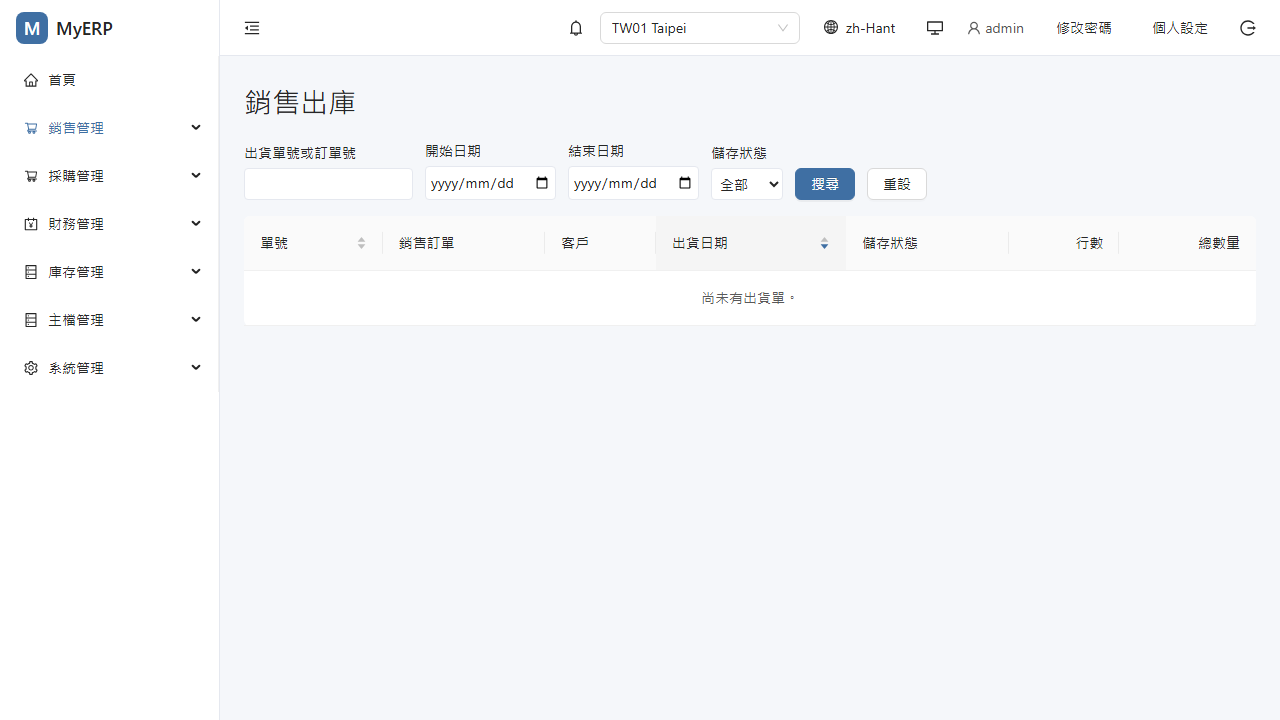 M MyERP
TW01 Taipei
zh-Hant
admin
修改密碼
個人設定
首頁
銷售管理
採購管理
財務管理
庫存管理
主檔管理
系統管理
銷售出庫
出貨單號或訂單號
開始日期
結束日期
儲存狀態
yyyy/mm/dd
yyyy/mm/dd
全部
搜尋
重設
單號 銷售訂單 客戶 出貨日期 儲存狀態 行數 總數量
尚未有出貨單。